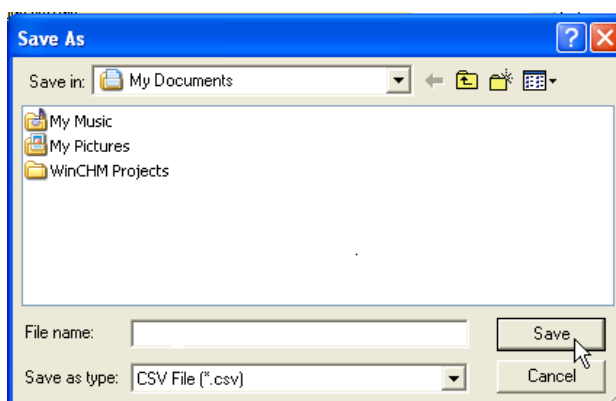 Save As
Save in: My Documents
My Music
My Pictures
WinCHM Projects
File name:
Save
Save as type: CSV File (*.csv)
Cancel